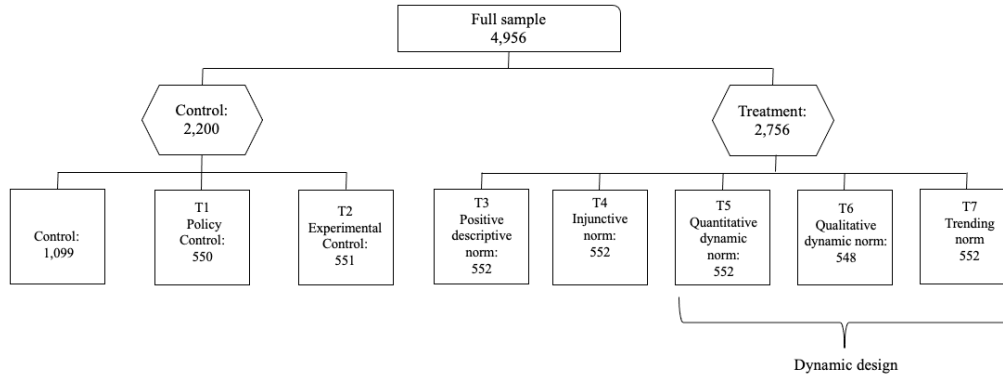 Full sample
4,956
Control:
2,200
Treatment:
2,756
Control:
1,099
T1
Policy
Control:
550
T2
Experimental
Control:
551
T3
Positive
descriptive
norm:
552
T4
Injunctive
norm:
552
T5
Quantitative
dynamic
norm:
552
T6
Qualitative
dynamic norm:
548
T7
Trending
norm
552
Dynamic design